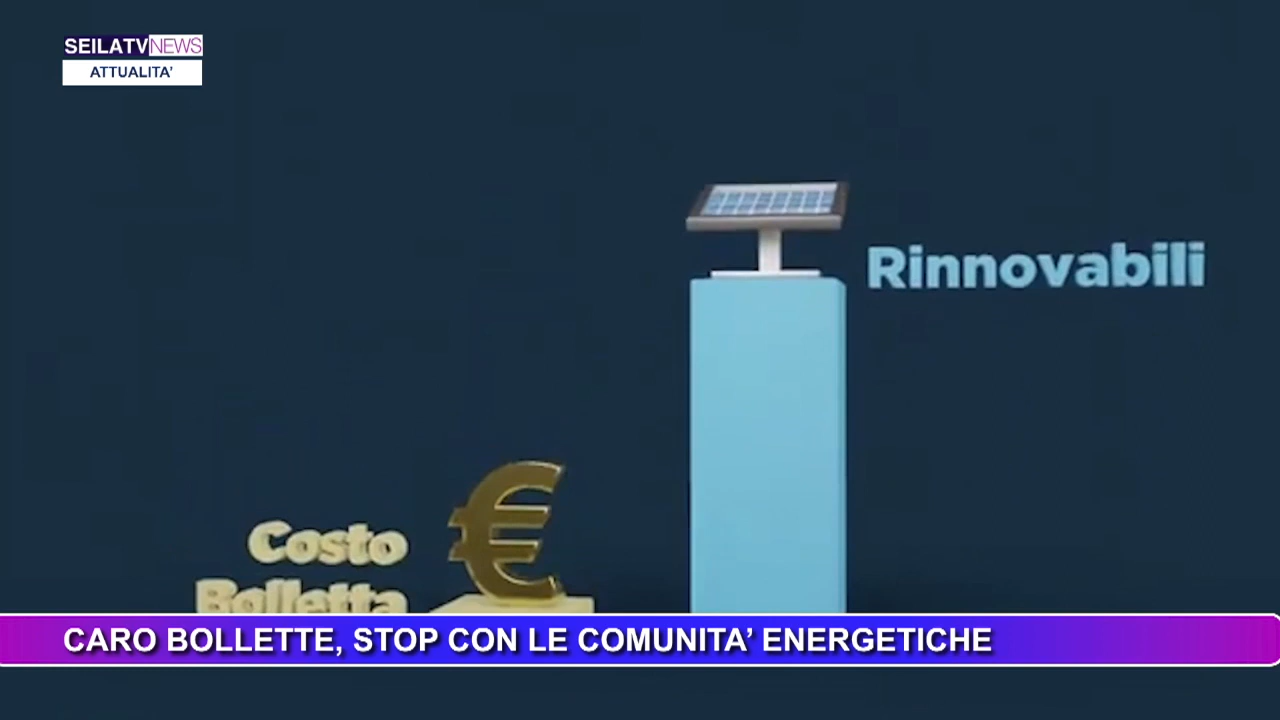 SEILATVNEWS
ATTUALITA’
Rinnovabili
Costo
Bolletta
CARO BOLLETTE, STOP CON LE COMUNITA’ ENERGETICHE